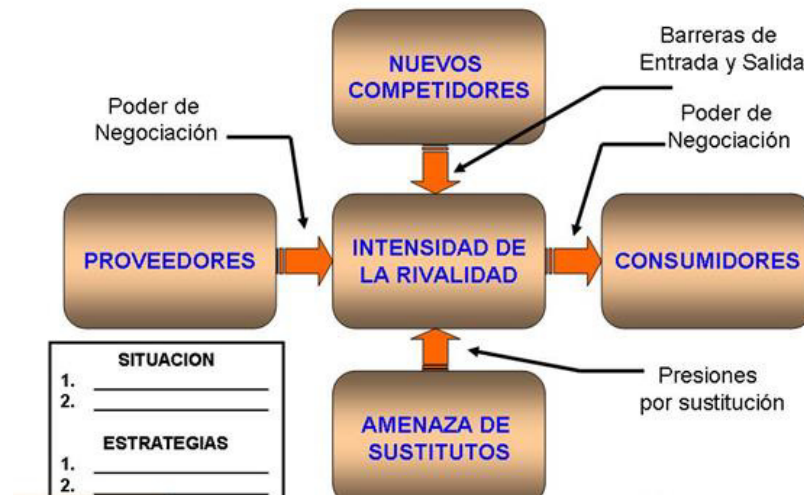 NUEVOS
COMPETIDORES
Barreras de
Entrada y Salida
Poder de
Negociación
Poder de
Negociación
PROVEEDORES
INTENSIDAD DE
LA RIVALIDAD
CONSUMIDORES
SITUACION
1.
2.
ESTRATEGIAS
1.
2.
AMENAZA DE
SUSTITUTOS
Presiones
por sustitución